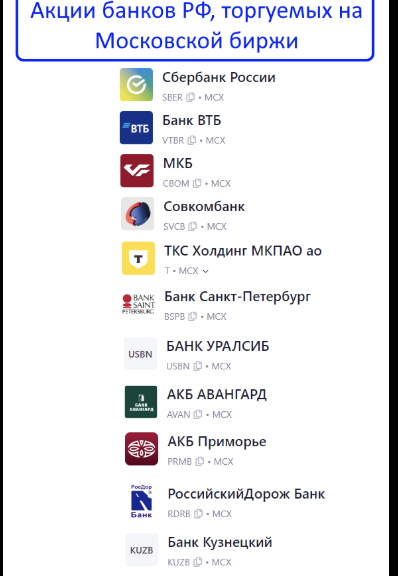 Акции банков РФ, торгуемых на
Московской биржи
Сбербанк России
SBER • MCX
ВТБ
Банк ВТБ
VTBR • MCX
МКБ
CBOM • MCX
Совкомбанк
SVCB • MCX
Т
ТКС Холдинг МКПАО ао
T • MCX
BANK
SAINT
PETERSBURG
Банк Санкт-Петербург
BSPB • MCX
USBN
БАНК УРАЛСИБ
USBN • MCX
БАНК
АВАНГАРД
АКБ АВАНГАРД
AVAN • MCX
АКБ Приморье
PRMB • MCX
РосДор
Банк
РоссийскийДорож Банк
RDRB • MCX
KUZB
Банк Кузнецкий
KUZB • MCX